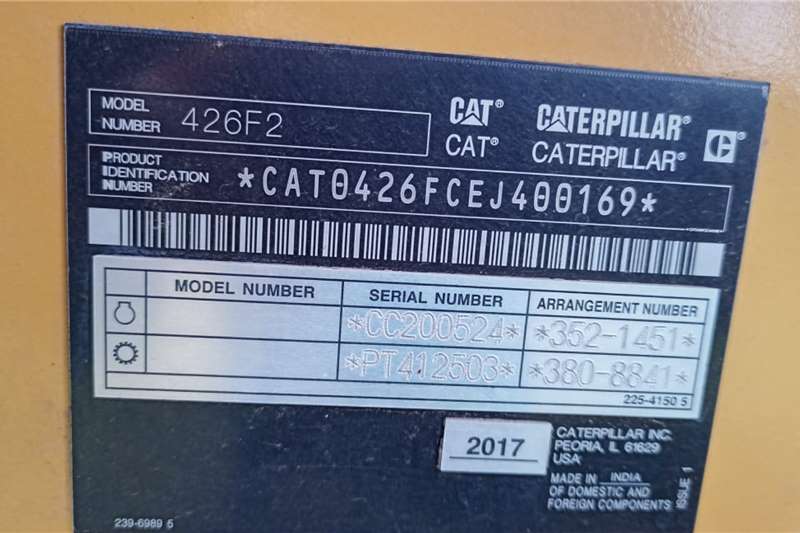 MODEL NUMBER 426F2
CAT® CATERPILLAR®
CAT® CATERPILLAR®
PRODUCT IDENTIFICATION NUMBER *CAT0426FCEJ400169*
MODEL NUMBER SERIAL NUMBER ARRANGEMENT NUMBER
*CC200524* *352-1451*
*PT412503* *380-8841*
225-4150 5
2017
CATERPILLAR INC.
PEORIA, IL 61629
USA
MADE IN INDIA
OF DOMESTIC AND
FOREIGN COMPONENTS
ISSUE 1
239-6989 5